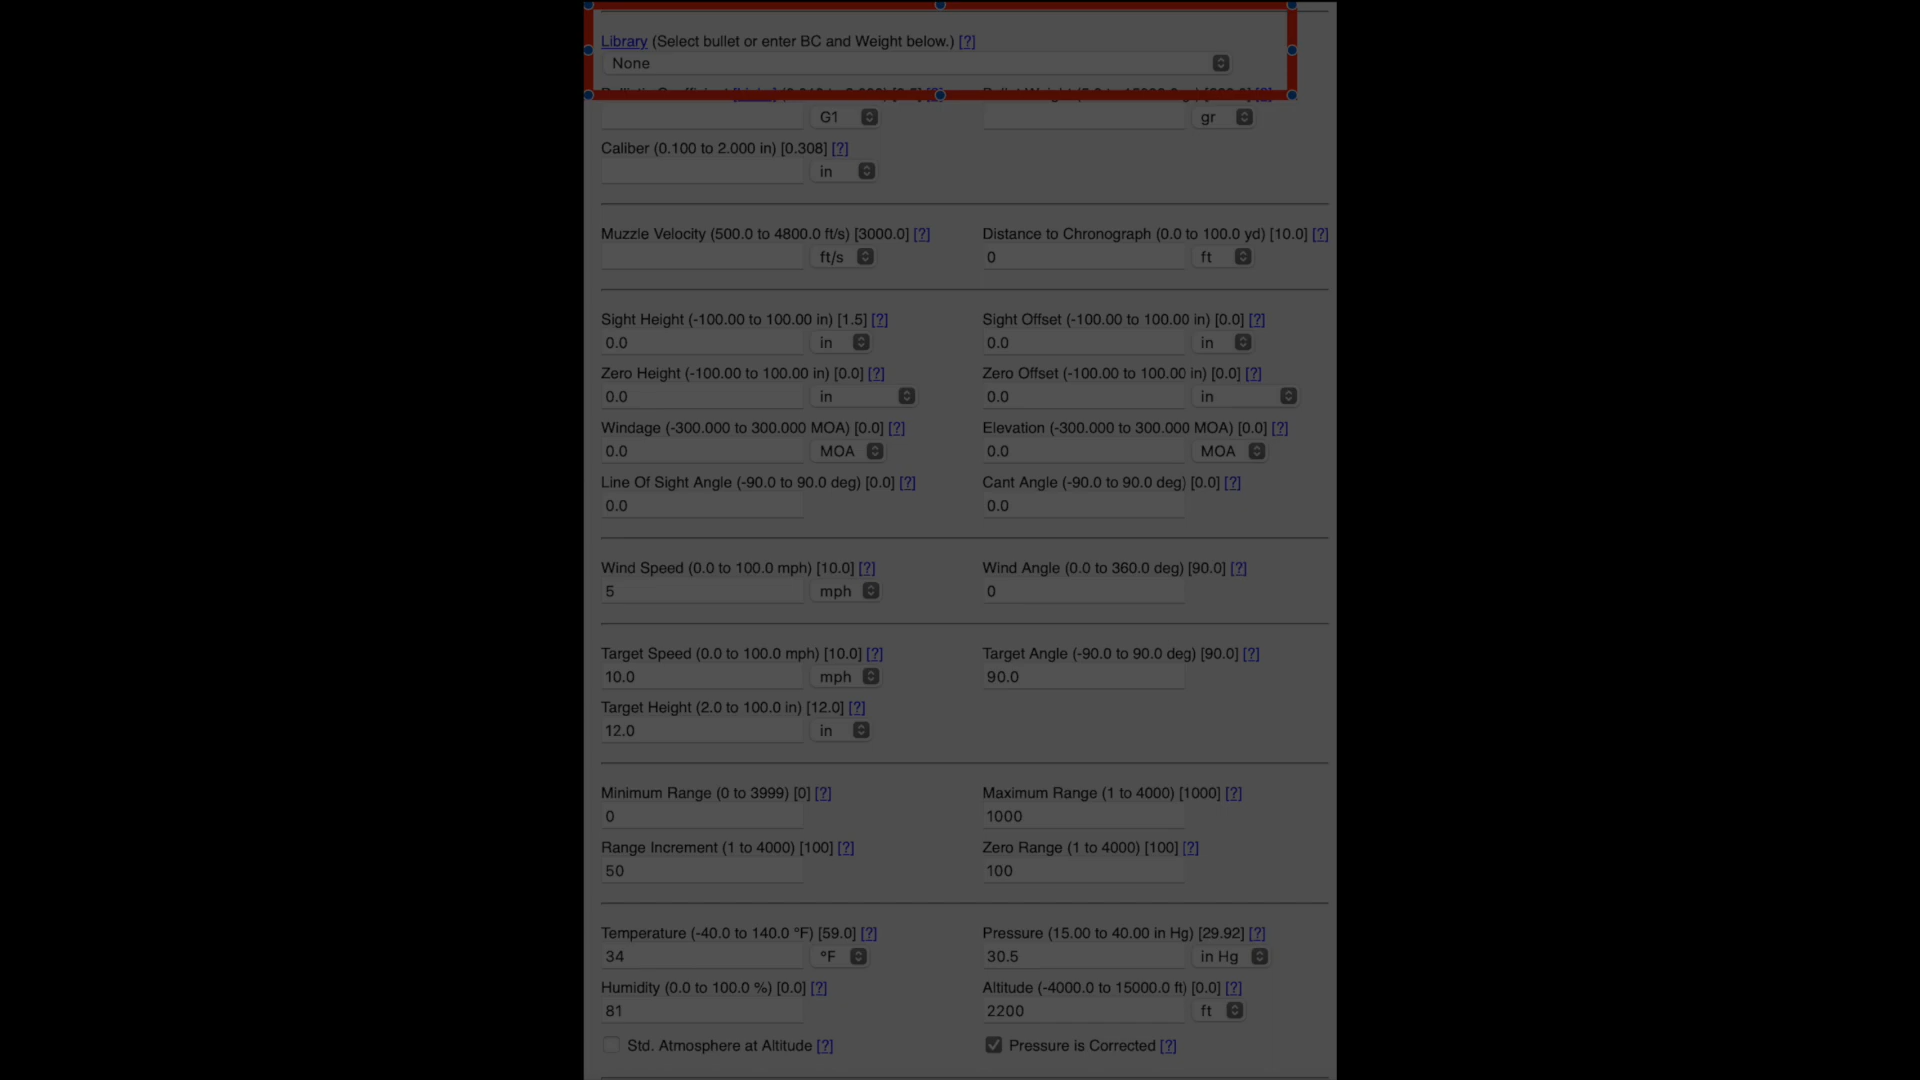 Library (Select bullet or enter BC and Weight below.) [?]
None
G1
gr
Caliber (0.100 to 2.000 in) [0.308] [?]
in
Muzzle Velocity (500.0 to 4800.0 ft/s) [3000.0] [?]
Distance to Chronograph (0.0 to 100.0 yd) [10.0] [?]
ft/s
0
ft
Sight Height (-100.00 to 100.00 in) [1.5] [?]
Sight Offset (-100.00 to 100.00 in) [0.0] [?]
0.0
in
0.0
in
Zero Height (-100.00 to 100.00 in) [0.0] [?]
Zero Offset (-100.00 to 100.00 in) [0.0] [?]
0.0
in
0.0
in
Windage (-300.000 to 300.000 MOA) [0.0] [?]
Elevation (-300.000 to 300.000 MOA) [0.0] [?]
0.0
MOA
0.0
MOA
Line Of Sight Angle (-90.0 to 90.0 deg) [0.0] [?]
Cant Angle (-90.0 to 90.0 deg) [0.0] [?]
0.0
0.0
Wind Speed (0.0 to 100.0 mph) [10.0] [?]
Wind Angle (0.0 to 360.0 deg) [90.0] [?]
5
mph
0
Target Speed (0.0 to 100.0 mph) [10.0] [?]
Target Angle (-90.0 to 90.0 deg) [90.0] [?]
10.0
mph
90.0
Target Height (2.0 to 100.0 in) [12.0] [?]
12.0
in
Minimum Range (0 to 3999) [0] [?]
Maximum Range (1 to 4000) [1000] [?]
0
1000
Range Increment (1 to 4000) [100] [?]
Zero Range (1 to 4000) [100] [?]
50
100
Temperature (-40.0 to 140.0 °F) [59.0] [?]
Pressure (15.00 to 40.00 in Hg) [29.92] [?]
34
°F
30.5
in Hg
Humidity (0.0 to 100.0 %) [0.0] [?]
Altitude (-4000.0 to 15000.0 ft) [0.0] [?]
81
2200
ft
Std. Atmosphere at Altitude [?]
Pressure is Corrected [?]